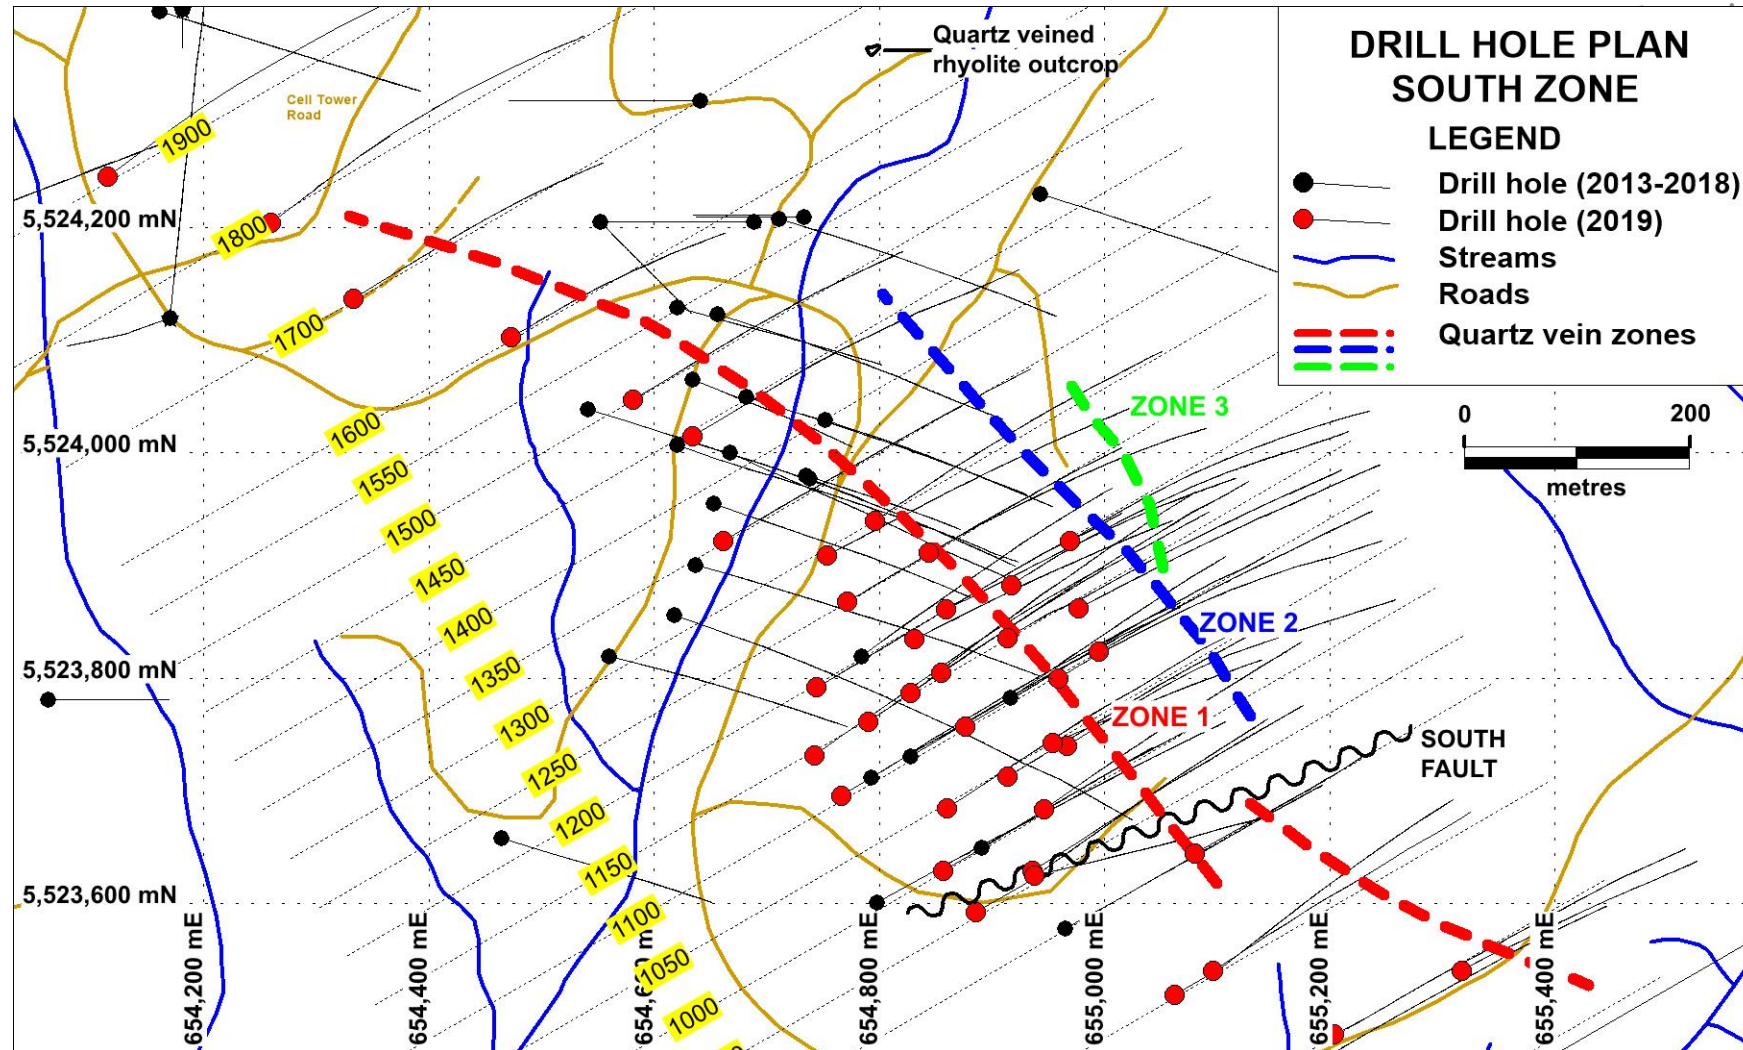 Quartz veined
rhyolite outcrop
DRILL HOLE PLAN
SOUTH ZONE
LEGEND
Drill hole (2013-2018)
Drill hole (2019)
Streams
Roads
Quartz vein zones
0 200
metres
Cell Tower
Road
1900
1800
1700
1600
1550
1500
1450
1400
1350
1300
1250
1200
1150
1100
1050
1000
5,524,200 mN
5,524,000 mN
5,523,800 mN
5,523,600 mN
ZONE 3
ZONE 2
ZONE 1
SOUTH
FAULT
654,200 mE
654,400 mE
654,800 mE
655,000 mE
655,200 mE
655,400 mE